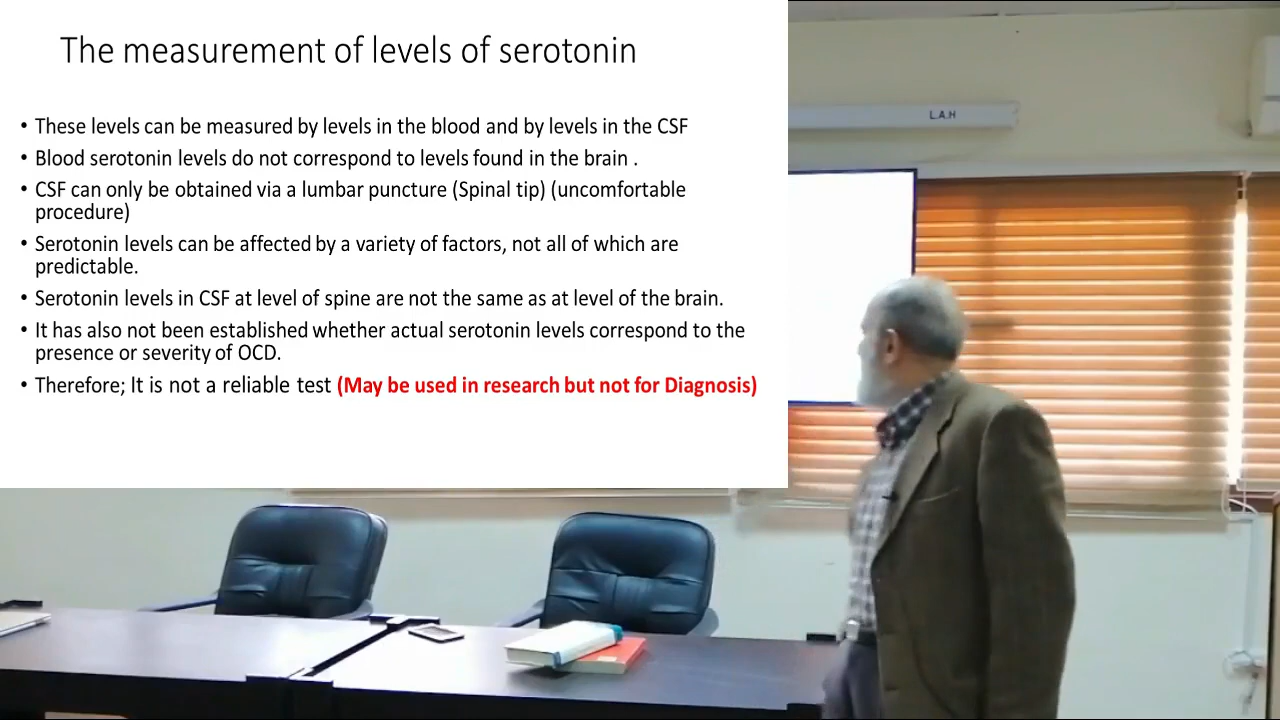 The measurement of levels of serotonin
• These levels can be measured by levels in the blood and by levels in the CSF
• Blood serotonin levels do not correspond to levels found in the brain .
• CSF can only be obtained via a lumbar puncture (Spinal tip) (uncomfortable
procedure)
• Serotonin levels can be affected by a variety of factors, not all of which are
predictable.
• Serotonin levels in CSF at level of spine are not the same as at level of the brain.
• It has also not been established whether actual serotonin levels correspond to the
presence or severity of OCD.
• Therefore; It is not a reliable test (May be used in research but not for Diagnosis)
L.A.H